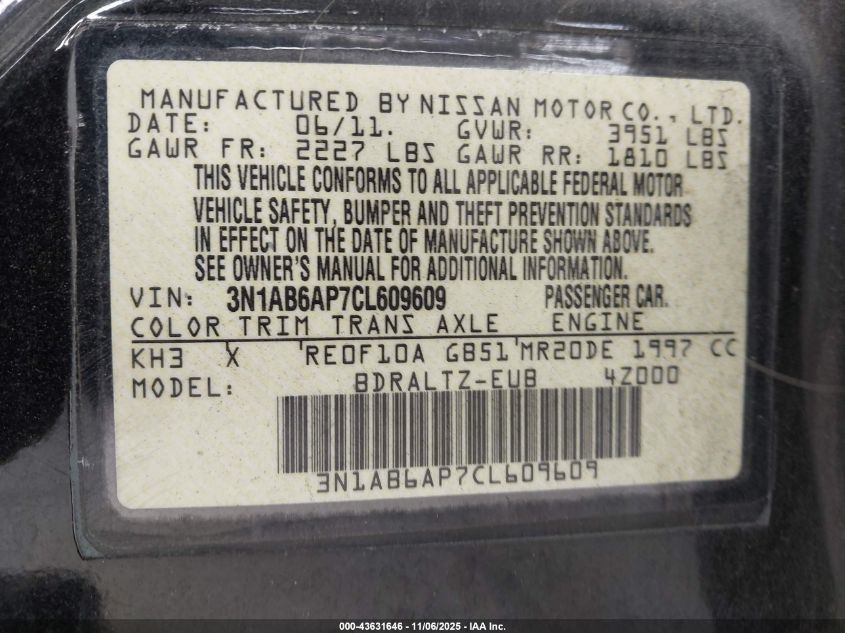 MANUFACTURED BY NISSAN MOTOR CO., LTD.
DATE: 06/11. GVWR: 3951 LBS
GAWR FR: 2227 LBS GAWR RR: 1810 LBS
THIS VEHICLE CONFORMS TO ALL APPLICABLE FEDERAL MOTOR
VEHICLE SAFETY, BUMPER AND THEFT PREVENTION STANDARDS
IN EFFECT ON THE DATE OF MANUFACTURE SHOWN ABOVE.
SEE OWNER'S MANUAL FOR ADDITIONAL INFORMATION.
VIN: 3N1AB6AP7CL609609 PASSENGER CAR.
COLOR TRIM TRANS AXLE ENGINE
KH3 X RE0F10A GB51 MR20DE 1997 CC
MODEL: BDRALTZ-EUB 4Z000
3N1AB6AP7CL609609
000-43631646 - 11/06/2025 - IAA Inc.